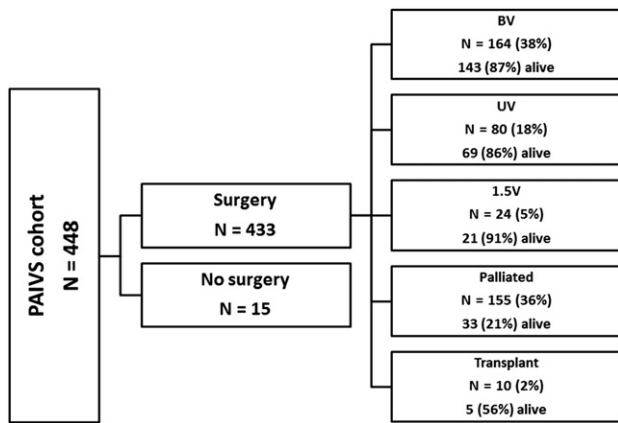 PAIVS cohort
N = 448
Surgery
N = 433
No surgery
N = 15
BV
N = 164 (38%)
143 (87%) alive
UV
N = 80 (18%)
69 (86%) alive
1.5V
N = 24 (5%)
21 (91%) alive
Palliated
N = 155 (36%)
33 (21%) alive
Transplant
N = 10 (2%)
5 (56%) alive